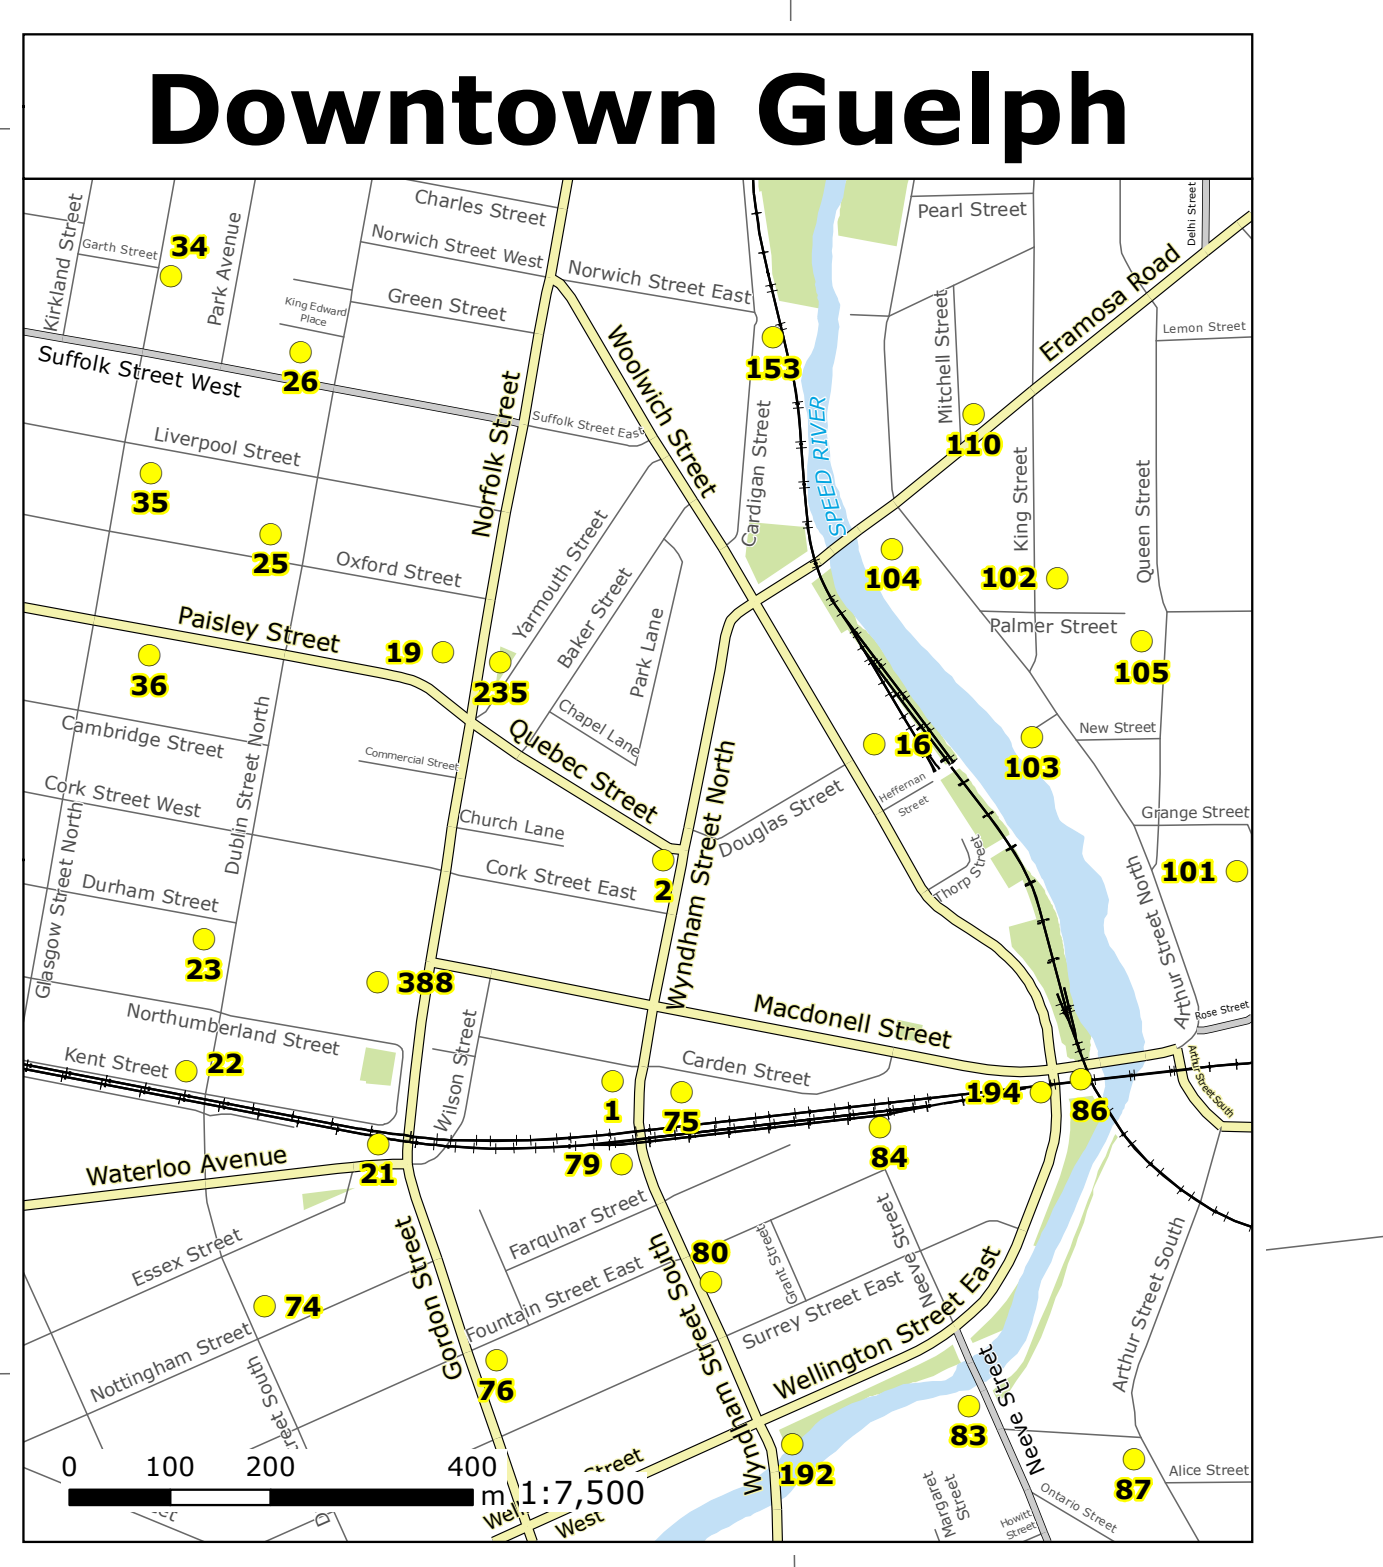 Downtown Guelph
Kirkland Street
Garth Street
34
Park Avenue
Charles Street
Norwich Street West
Norwich Street East
Pearl Street
Delhi Street
King Edward
Place
Green Street
Woolwich Street
Eramosa Road
Mitchell Street
Lemon Street
Suffolk Street West
26
Norfolk Street
Suffolk Street East
153
Cardigan Street
SPEED RIVER
110
Liverpool Street
35
King Street
Queen Street
25
Oxford Street
Yarmouth Street
Baker Street
104
102
Paisley Street
19
Park Lane
Palmer Street
36
235
105
Cambridge Street
Dublin Street North
Quebec Street
Chapel Lane
16
New Street
103
Commercial Street
Wyndham Street North
Heffernan
Street
Cork Street West
Glasgow Street North
Church Lane
Douglas Street
Grange Street
Durham Street
Cork Street East
2
Thorp Street
Arthur Street North
101
23
388
Northumberland Street
Macdonell Street
Rose Street
Kent Street
22
Wilson Street
Carden Street
Arthur Street South
1
75
194
86
Waterloo Avenue
21
79
84
Essex Street
Gordon Street
Farquhar Street
Wyndham Street South
80
Grant Street
Neeve Street
Arthur Street South
74
Fountain Street East
Surrey Street East
Wellington Street East
Nottingham Street
reet South
76
Neeve Street
83
192
87
Alice Street
0 100 200 400
m 1:7,500
Street
Wel
West
Margaret
Street
Ontario Street
Howitt
Street
D